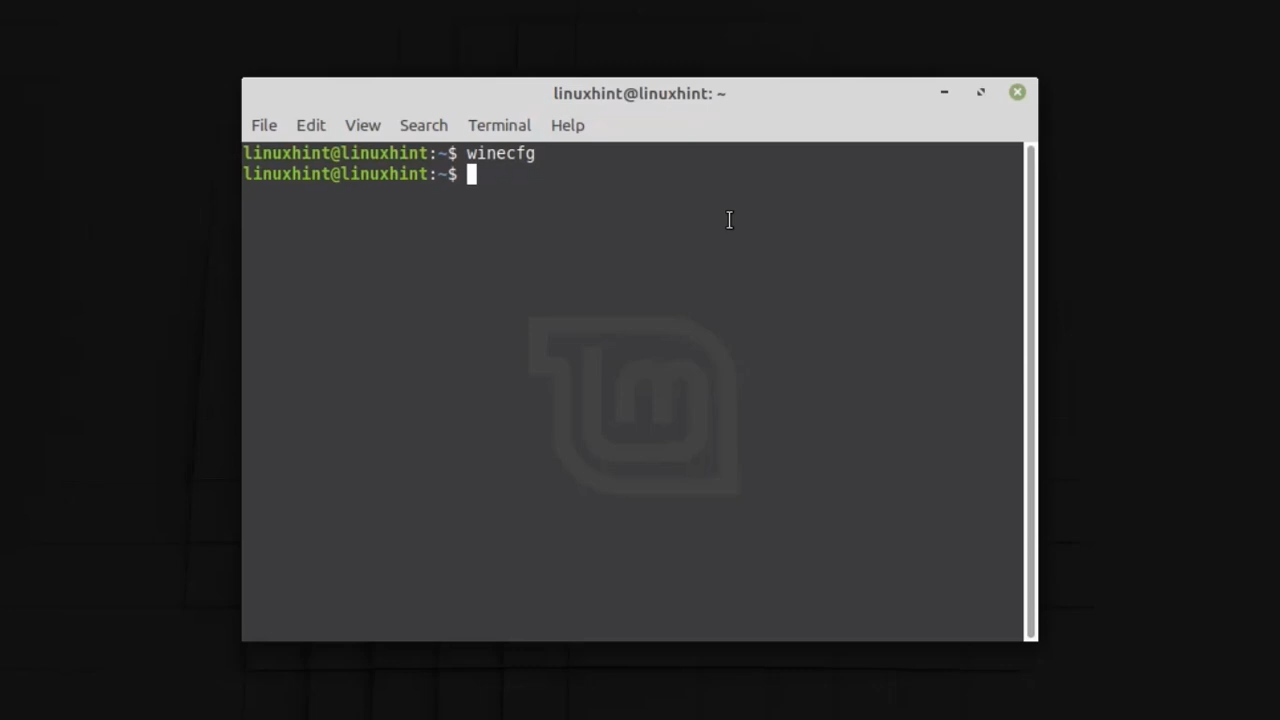 linuxhint@linuxhint: ~
File Edit View Search Terminal Help
linuxhint@linuxhint:~$ winecfg
linuxhint@linuxhint:~$